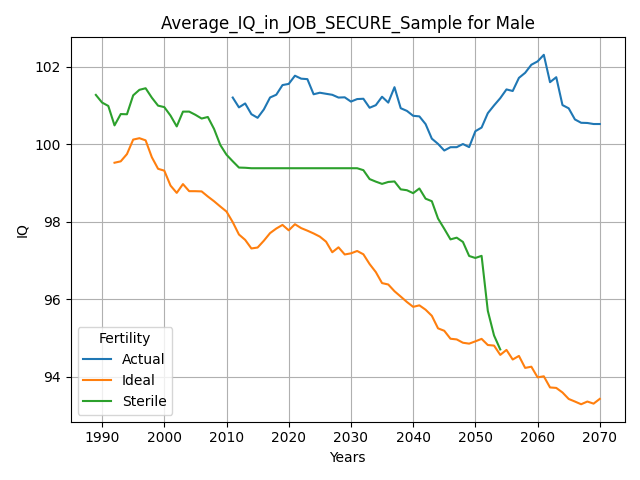 Average_IQ_in_JOB_SECURE_Sample for Male
IQ
102
100
98
96
94
Fertility
Actual
Ideal
Sterile
1990 2000 2010 2020 2030 2040 2050 2060 2070
Years